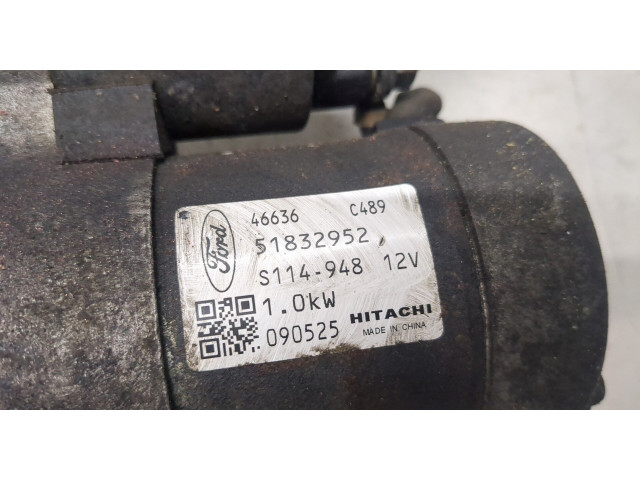 Ford
46636 C489
51832952
S114-948 12V
1.0kW
090525 HITACHI
MADE IN CHINA